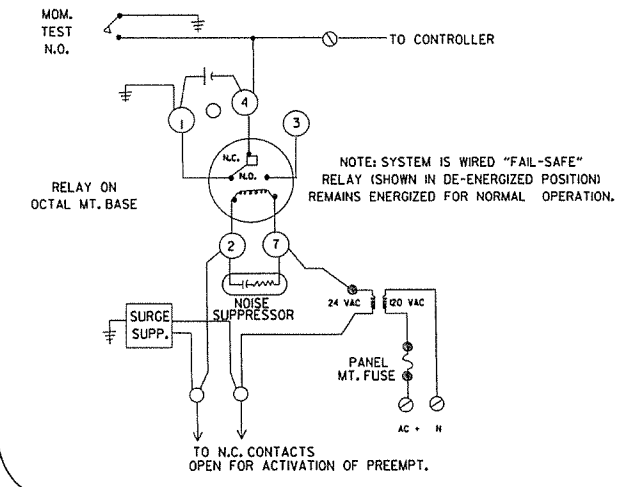 MOM.
TEST
N.O.
TO CONTROLLER
1
4
3
N.C.
N.O.
RELAY ON
OCTAL MT. BASE
NOTE: SYSTEM IS WIRED "FAIL-SAFE"
RELAY (SHOWN IN DE-ENERGIZED POSITION)
REMAINS ENERGIZED FOR NORMAL OPERATION.
2
7
NOISE
SUPPRESSOR
24 VAC
120 VAC
SURGE
SUPP.
PANEL
MT. FUSE
AC +
N
TO N.C. CONTACTS
OPEN FOR ACTIVATION OF PREEMPT.